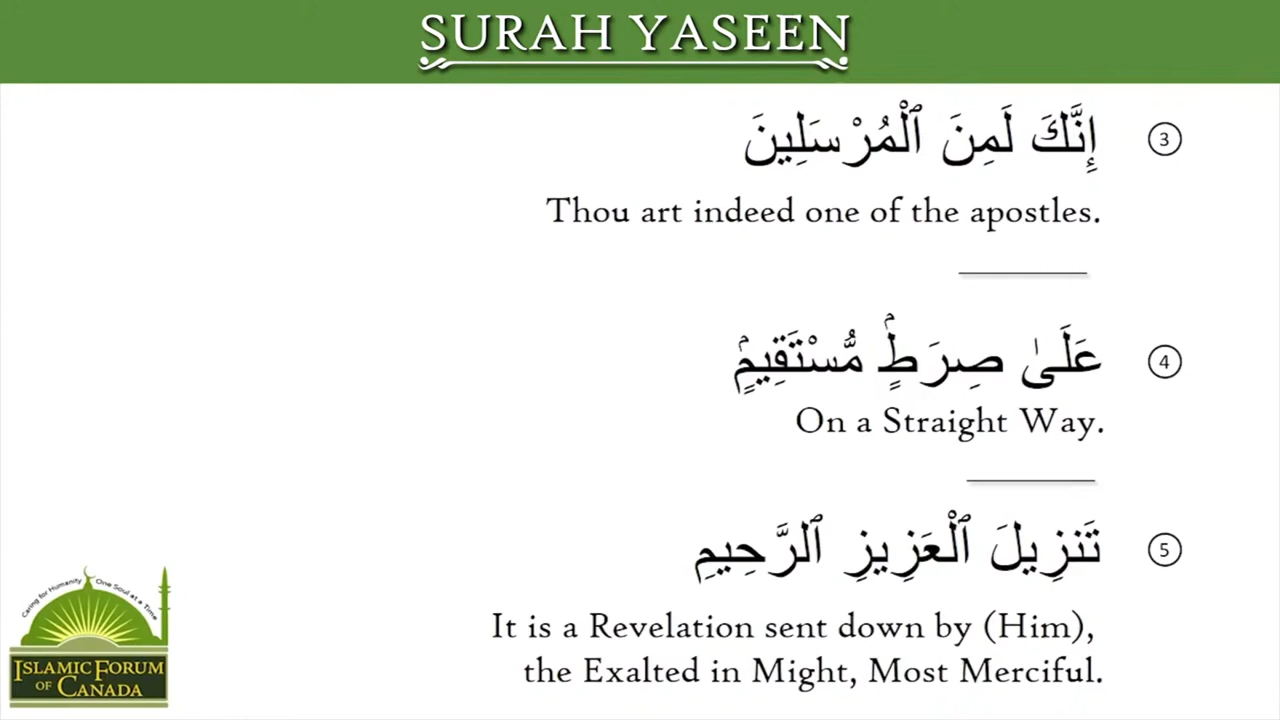 SURAH YASEEN
إِنَّكَ لَمِنَ ٱلْمُرْسَلِينَ ③
Thou art indeed one of the apostles.
عَلَىٰ صِرَطٍۢ مُّسْتَقِيمٍۢ ④
On a Straight Way.
تَنزِيلَ ٱلْعَزِيزِ ٱلرَّحِيمِ ⑤
It is a Revelation sent down by (Him),
the Exalted in Might, Most Merciful.
Caring for Humanity One Soul at a Time
ISLAMIC FORUM
OF CANADA